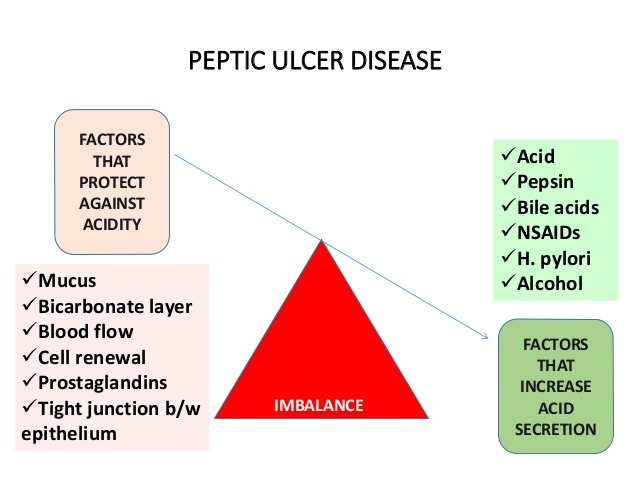 PEPTIC ULCER DISEASE
FACTORS
THAT
PROTECT
AGAINST
ACIDITY
✓Mucus
✓Bicarbonate layer
✓Blood flow
✓Cell renewal
✓Prostaglandins
✓Tight junction b/w
epithelium
IMBALANCE
✓Acid
✓Pepsin
✓Bile acids
✓NSAIDs
✓H. pylori
✓Alcohol
FACTORS
THAT
INCREASE
ACID
SECRETION